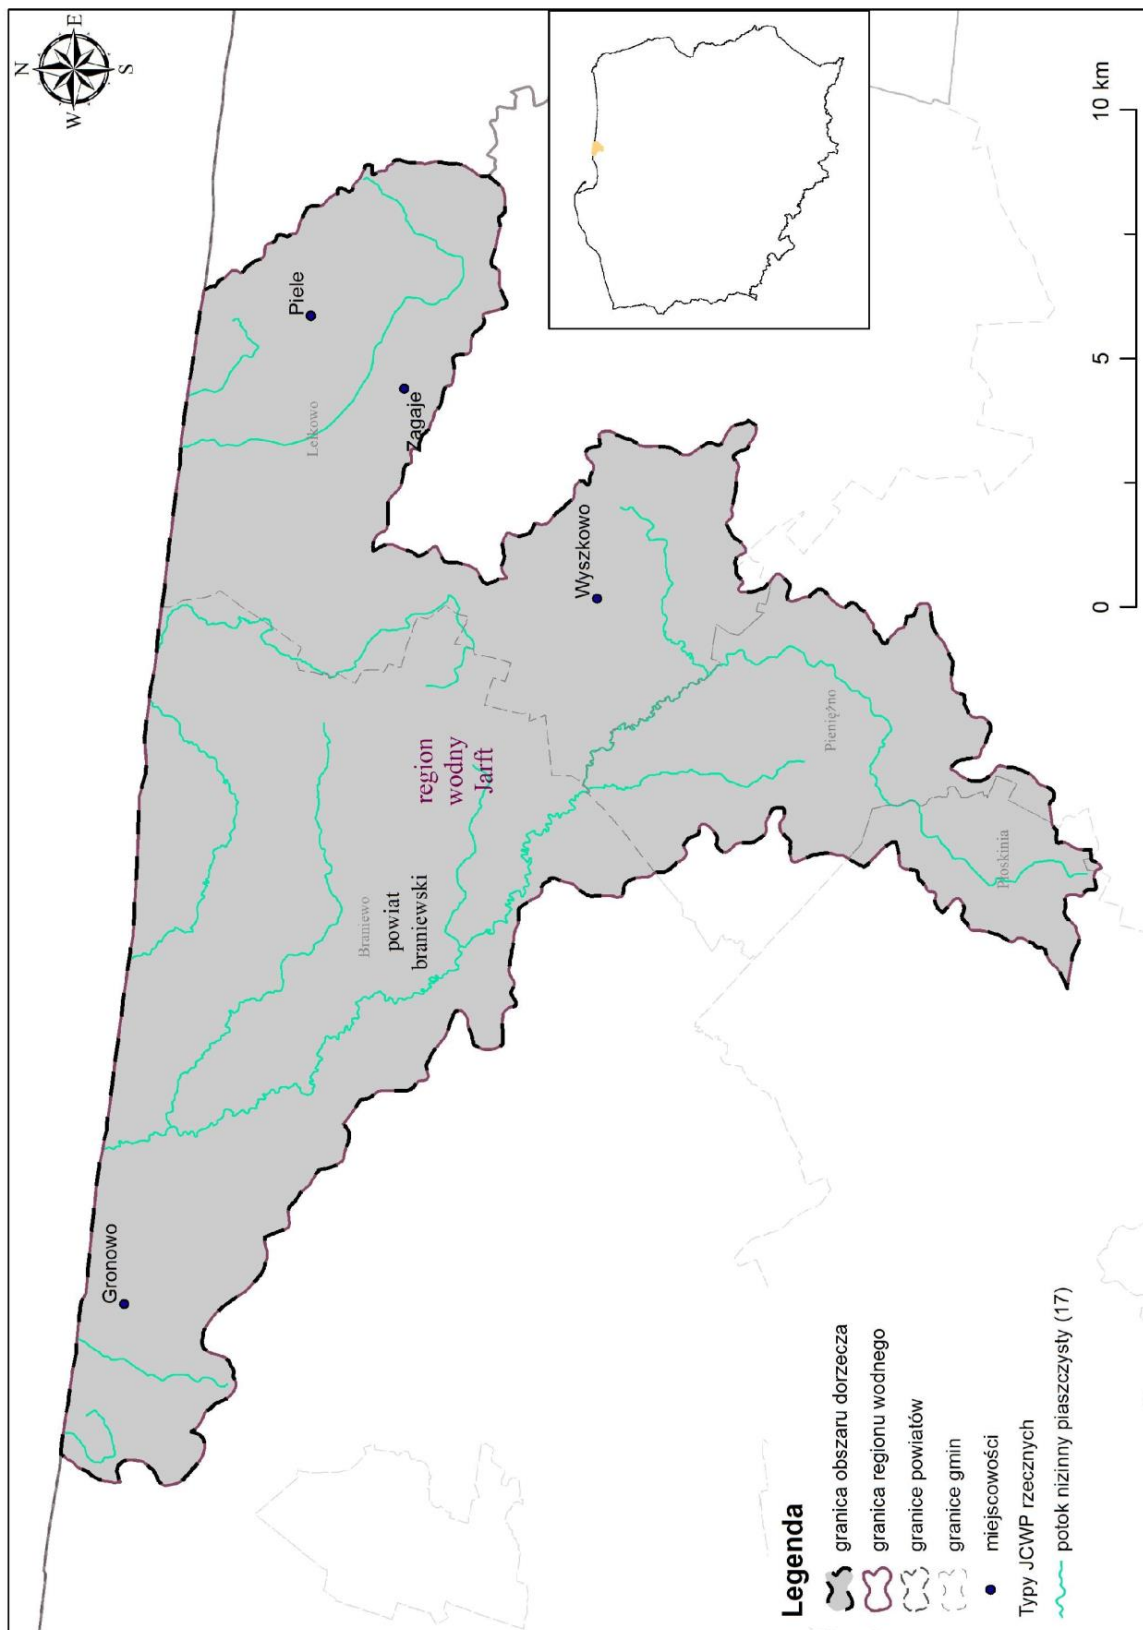 N
E
W
S
Piele
Lelkowo
Zagaje
Wyszkowo
region
wodny
Jarft
Braniewo
powiat
braniewski
Pieniężno
Płoskinia
Gronowo
Legenda
granica obszaru dorzecza
granica regionu wodnego
granice powiatów
granice gmin
miejscowości
Typy JCWP rzecznych
potok nizinny piaszczysty (17)
0 5 10 km